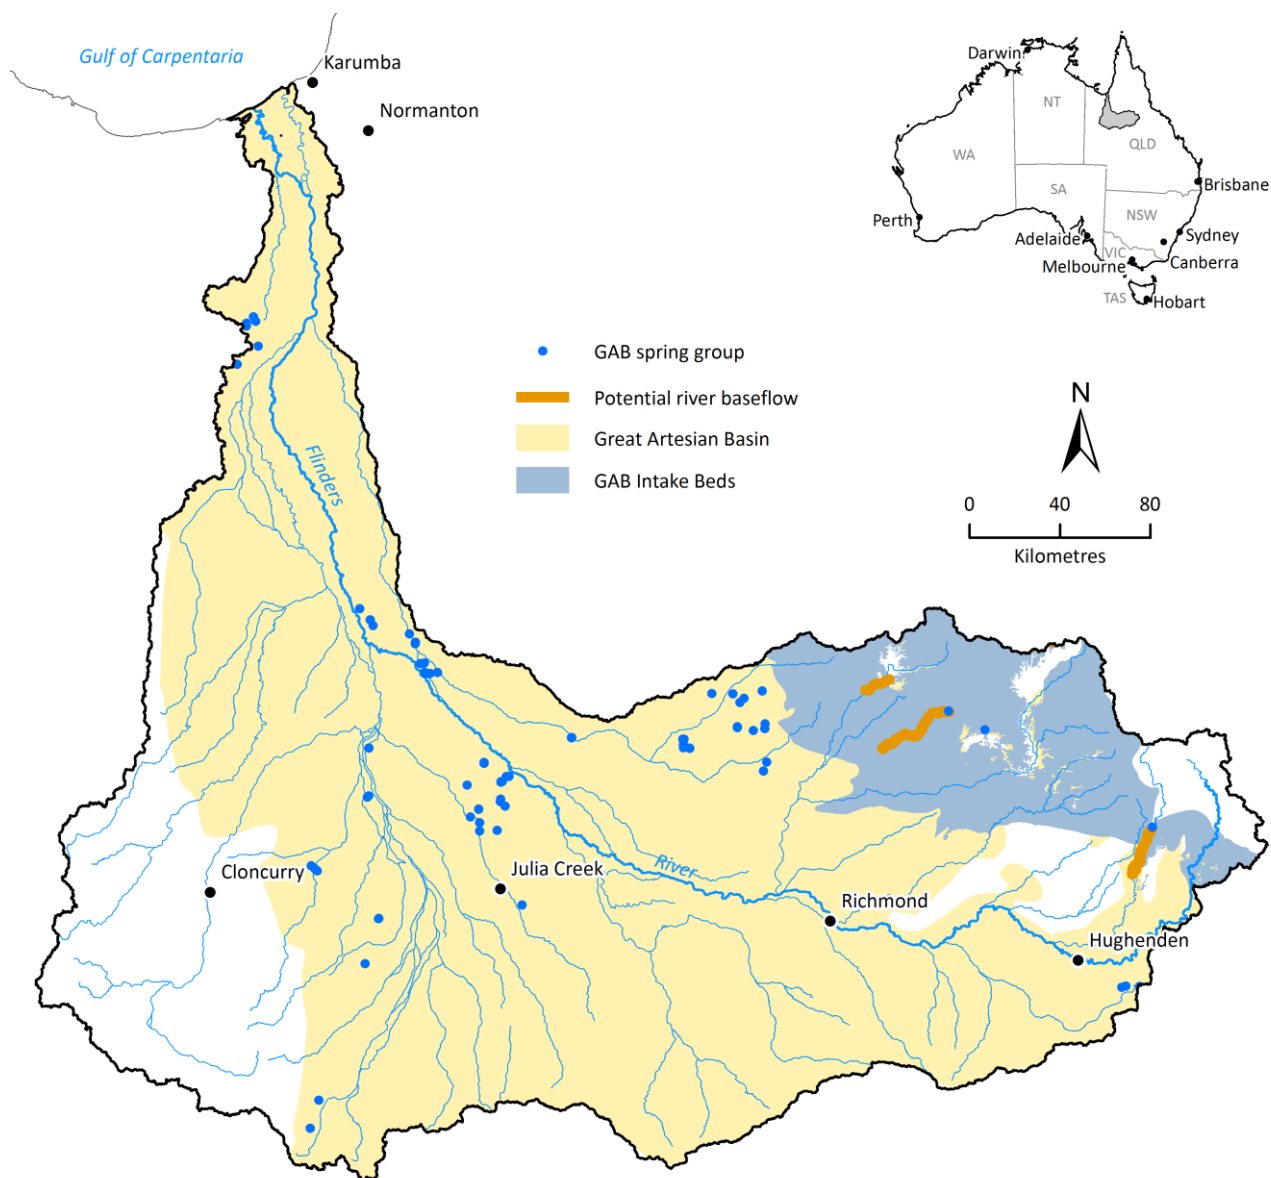 Gulf of Carpentaria
Karumba
Normanton
Darwin
NT
WA
QLD
SA
Brisbane
NSW
Perth
Adelaide
Sydney
VIC
Melbourne
Canberra
TAS
Hobart
GAB spring group
Potential river baseflow
Great Artesian Basin
GAB Intake Beds
N
0 40 80
Kilometres
Flinders
River
Cloncurry
Julia Creek
Richmond
Hughenden